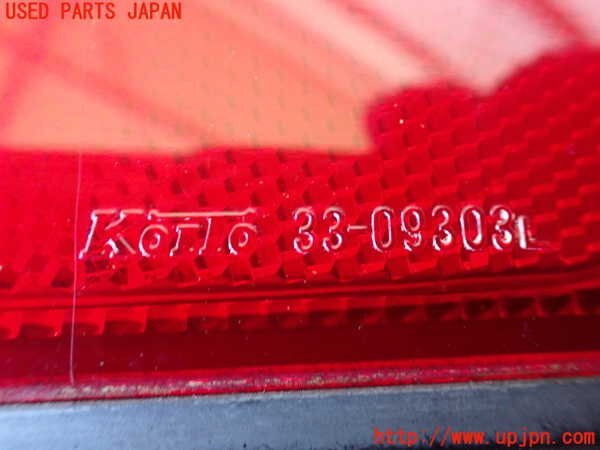 USED PARTS JAPAN
Koito 33-09303L
http://www.upjpn.com/